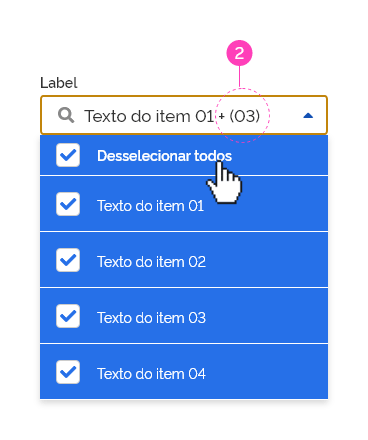 2
Label
Texto do item 01 + (03)
Desselecionar todos
Texto do item 01
Texto do item 02
Texto do item 03
Texto do item 04